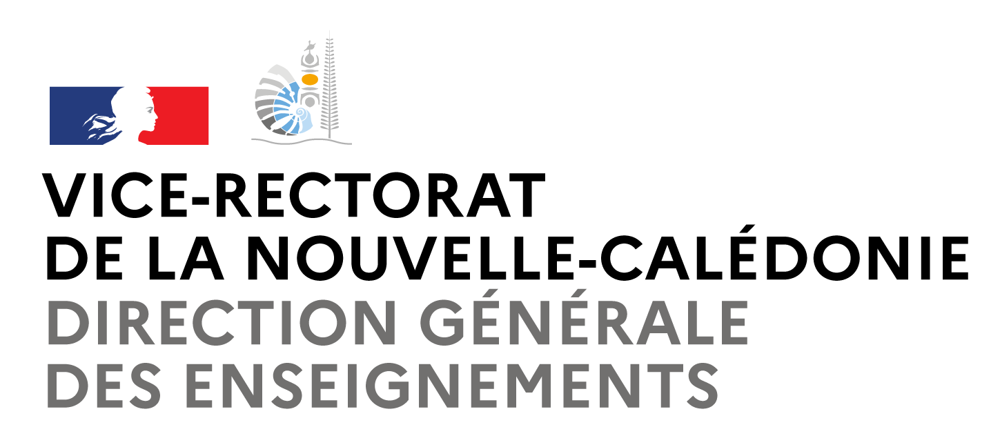 VICE-RECTORAT
DE LA NOUVELLE-CALÉDONIE
DIRECTION GÉNÉRALE
DES ENSEIGNEMENTS